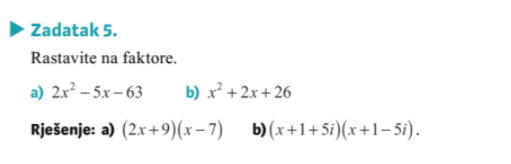 ▶ Zadatak 5.
Rastavite na faktore.
a) 2x² – 5x – 63 b) x² + 2x + 26
Rješenje: a) (2x + 9)(x – 7) b) (x + 1 + 5i)(x + 1 – 5i).